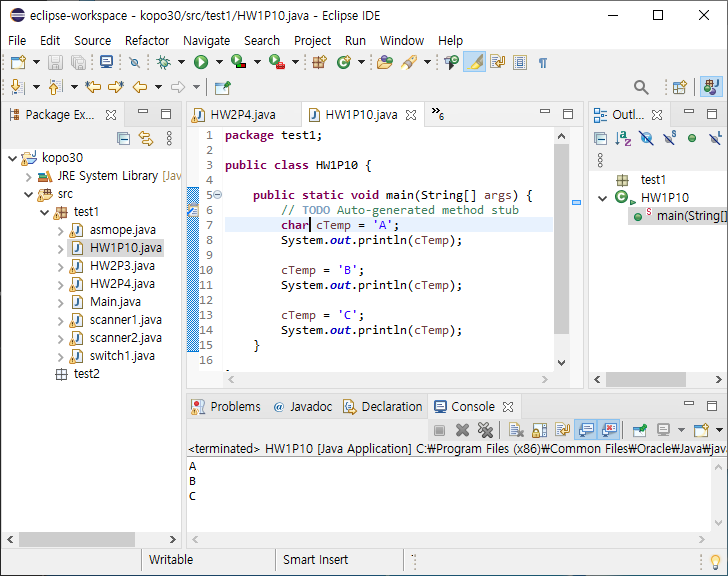 eclipse-workspace - kopo30/src/test1/HW1P10.java - Eclipse IDE
File Edit Source Refactor Navigate Search Project Run Window Help
Package Ex...
kopo30
JRE System Library [Jav
src
test1
asmope.java
HW1P10.java
HW2P3.java
HW2P4.java
Main.java
scanner1.java
scanner2.java
switch1.java
test2
HW2P4.java HW1P10.java »6
1 package test1;
2
3 public class HW1P10 {
4
5 public static void main(String[] args) {
6 // TODO Auto-generated method stub
7 char cTemp = 'A';
8 System.out.println(cTemp);
9
10 cTemp = 'B';
11 System.out.println(cTemp);
12
13 cTemp = 'C';
14 System.out.println(cTemp);
15 }
16
Outl...
test1
HW1P10
main(String[]
Problems @ Javadoc Declaration Console
<terminated> HW1P10 [Java Application] C:₩Program Files (x86)₩Common Files₩Oracle₩Java₩jav
A
B
C
Writable Smart Insert